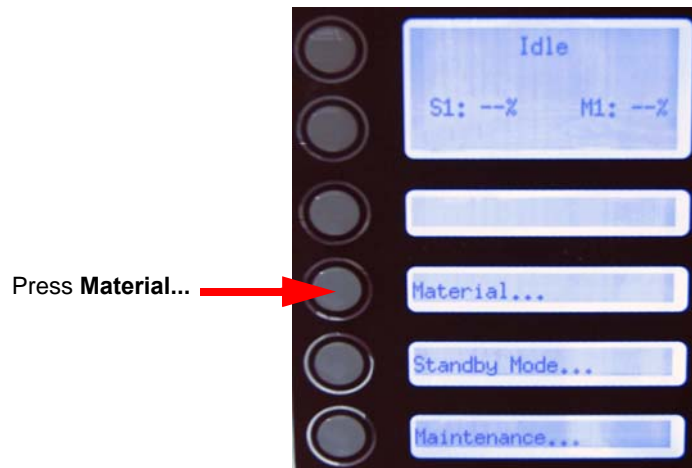 Idle
S1: --% M1: --%
Press Material...
Material...
Standby Mode...
Maintenance...